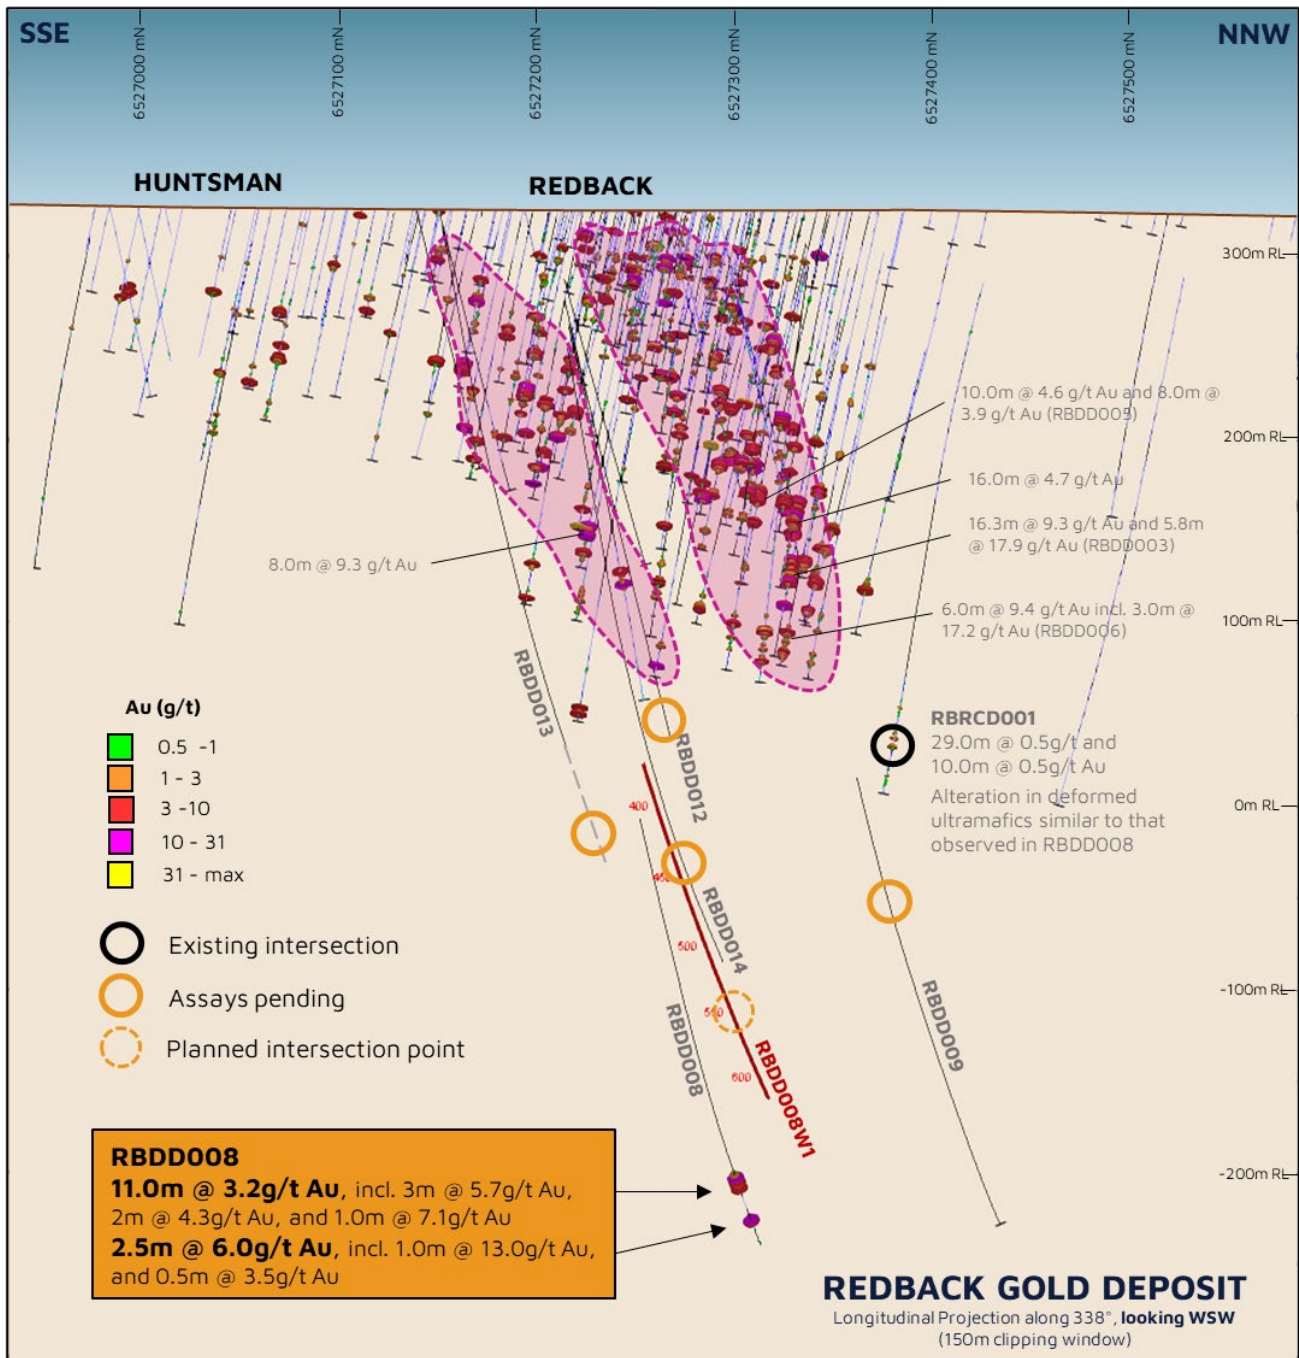 SSE
NNW
6527000 mN
6527100 mN
6527200 mN
6527300 mN
6527400 mN
6527500 mN
HUNTSMAN
REDBACK
300m RL
200m RL
100m RL
0m RL
-100m RL
-200m RL
10.0m @ 4.6 g/t Au and 8.0m @
3.9 g/t Au (RBDD005)
16.0m @ 4.7 g/t Au
16.3m @ 9.3 g/t Au and 5.8m
@ 17.9 g/t Au (RBDD003)
8.0m @ 9.3 g/t Au
6.0m @ 9.4 g/t Au incl. 3.0m @
17.2 g/t Au (RBDD006)
RBDD013
RBDD012
RBRCD001
29.0m @ 0.5g/t and
10.0m @ 0.5g/t Au
Alteration in deformed
ultramafics similar to that
observed in RBDD008
Au (g/t)
0.5 -1
1 - 3
3 -10
10 - 31
31 - max
Existing intersection
Assays pending
Planned intersection point
400
450
500
550
600
RBDD014
RBDD008
RBDD008W1
RBDD009
RBDD008
11.0m @ 3.2g/t Au, incl. 3m @ 5.7g/t Au,
2m @ 4.3g/t Au, and 1.0m @ 7.1g/t Au
2.5m @ 6.0g/t Au, incl. 1.0m @ 13.0g/t Au,
and 0.5m @ 3.5g/t Au
REDBACK GOLD DEPOSIT
Longitudinal Projection along 338°, looking WSW
(150m clipping window)